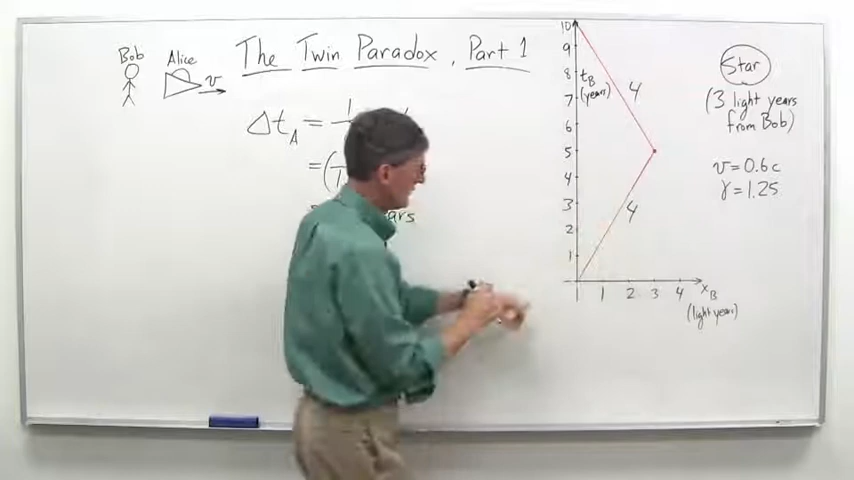 Bob
Alice
v
The Twin Paradox, Part 1
Δt_A = 1
= (1
ars
10
9
8
7
6
5
4
3
2
1
t_B
(years)
4
4
1 2 3 4
x_B
(light years)
Star
(3 light years
from Bob)
v = 0.6c
γ = 1.25